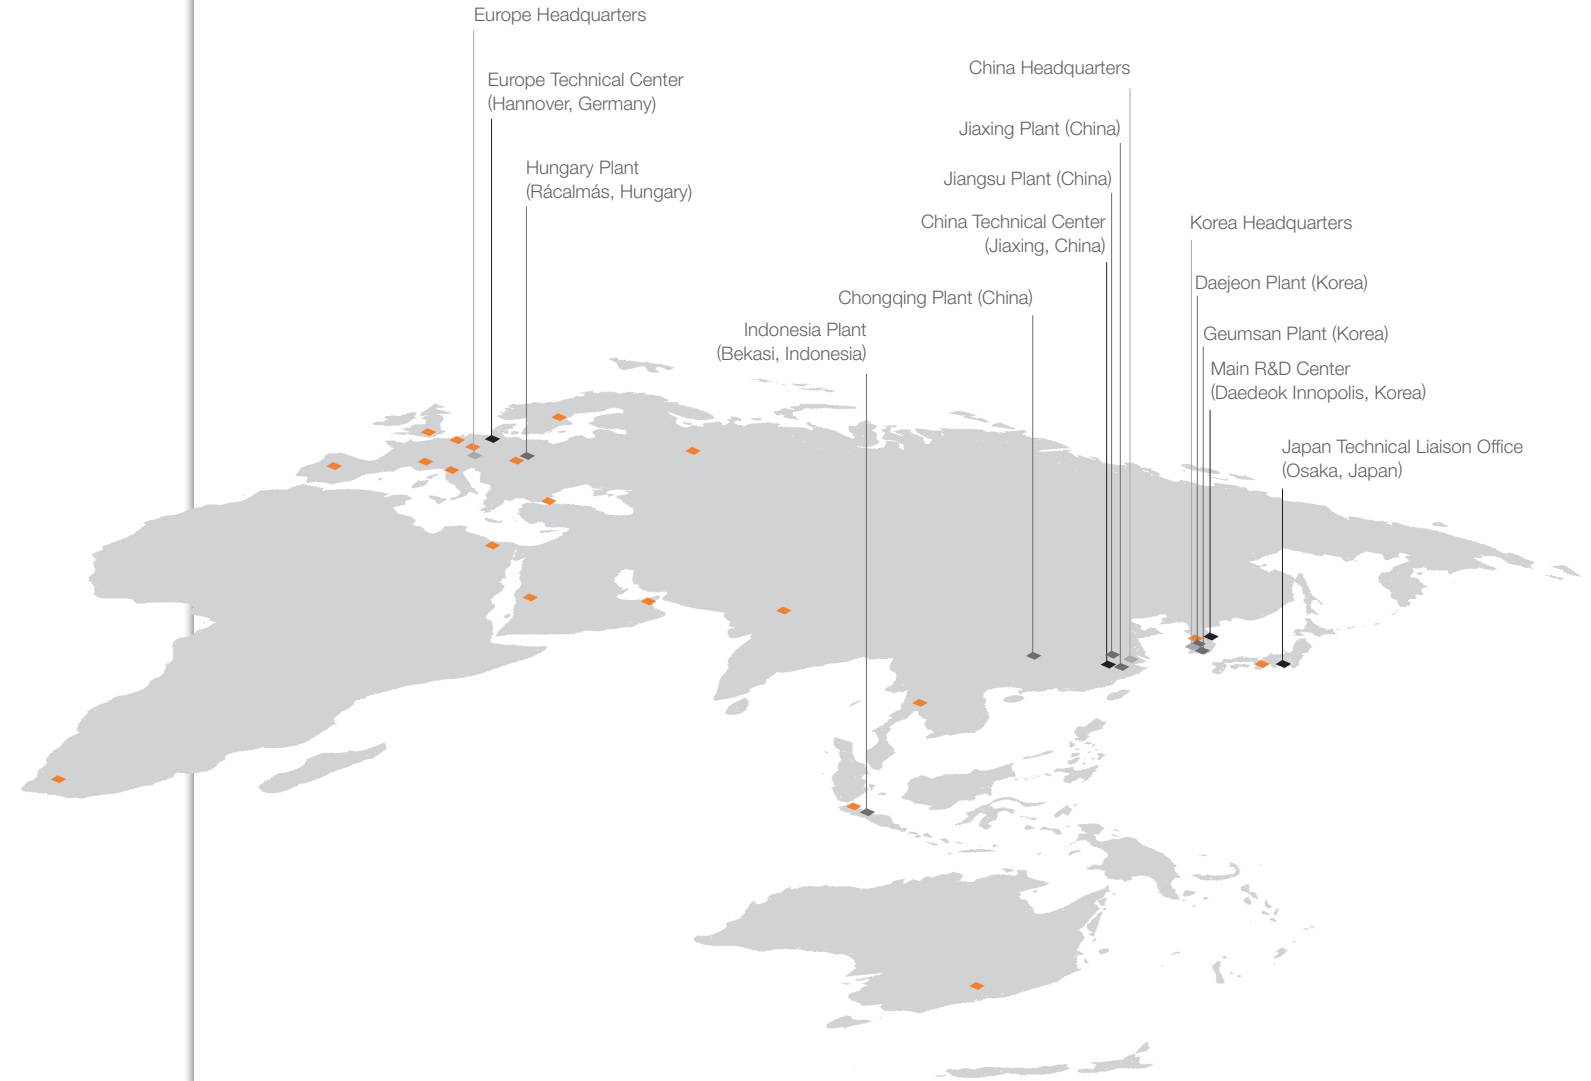 Europe Headquarters
Europe Technical Center
(Hannover, Germany)
Hungary Plant
(Rácalmás, Hungary)
China Headquarters
Jiaxing Plant (China)
Jiangsu Plant (China)
China Technical Center
(Jiaxing, China)
Chongqing Plant (China)
Indonesia Plant
(Bekasi, Indonesia)
Korea Headquarters
Daejeon Plant (Korea)
Geumsan Plant (Korea)
Main R&D Center
(Daedeok Innopolis, Korea)
Japan Technical Liaison Office
(Osaka, Japan)